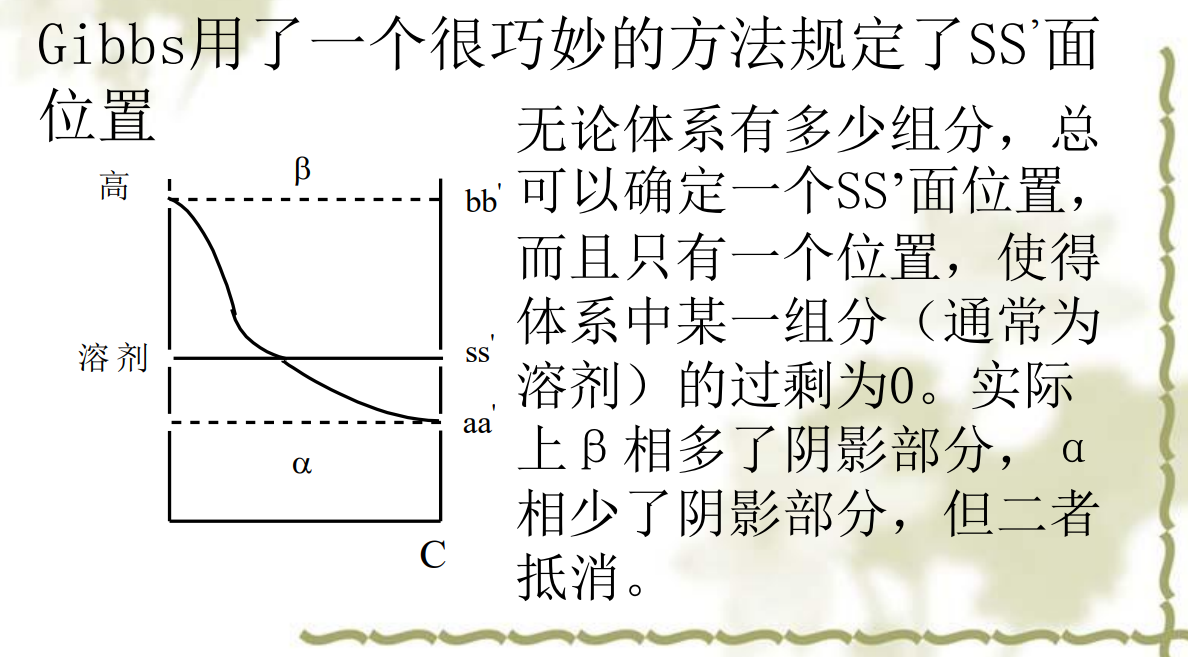 Gibbs用了一个很巧妙的方法规定了SS’面
位置
无论体系有多少组分，总
可以确定一个SS’面位置，
而且只有一个位置，使得
体系中某一组分（通常为
溶剂）的过剩为0。实际
上β相多了阴影部分，α
相少了阴影部分，但二者
抵消。
高
β
bb'
溶剂
ss'
aa'
α
C